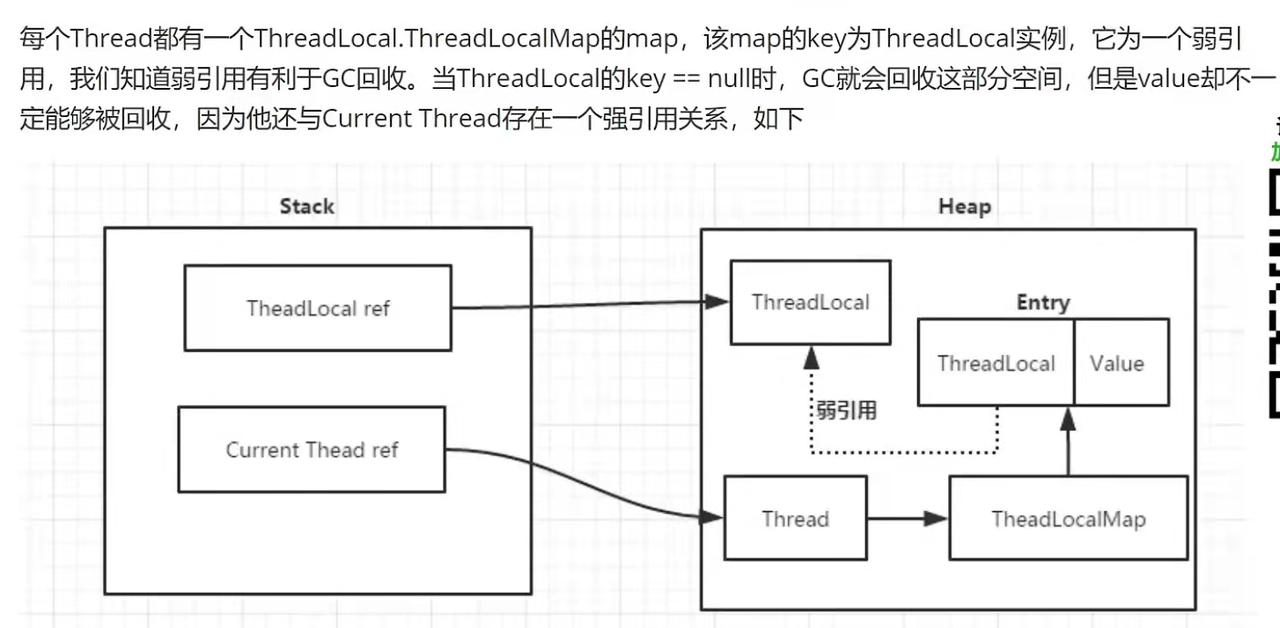 每个Thread都有一个ThreadLocal.ThreadLocalMap的map，该map的key为ThreadLocal实例，它为一个弱引
用，我们知道弱引用有利于GC回收。当ThreadLocal的key == null时，GC就会回收这部分空间，但是value却不一
定能够被回收，因为他还与Current Thread存在一个强引用关系，如下
Stack
Heap
TheadLocal ref
ThreadLocal
Entry
ThreadLocal
Value
弱引用
Current Thead ref
Thread
TheadLocalMap